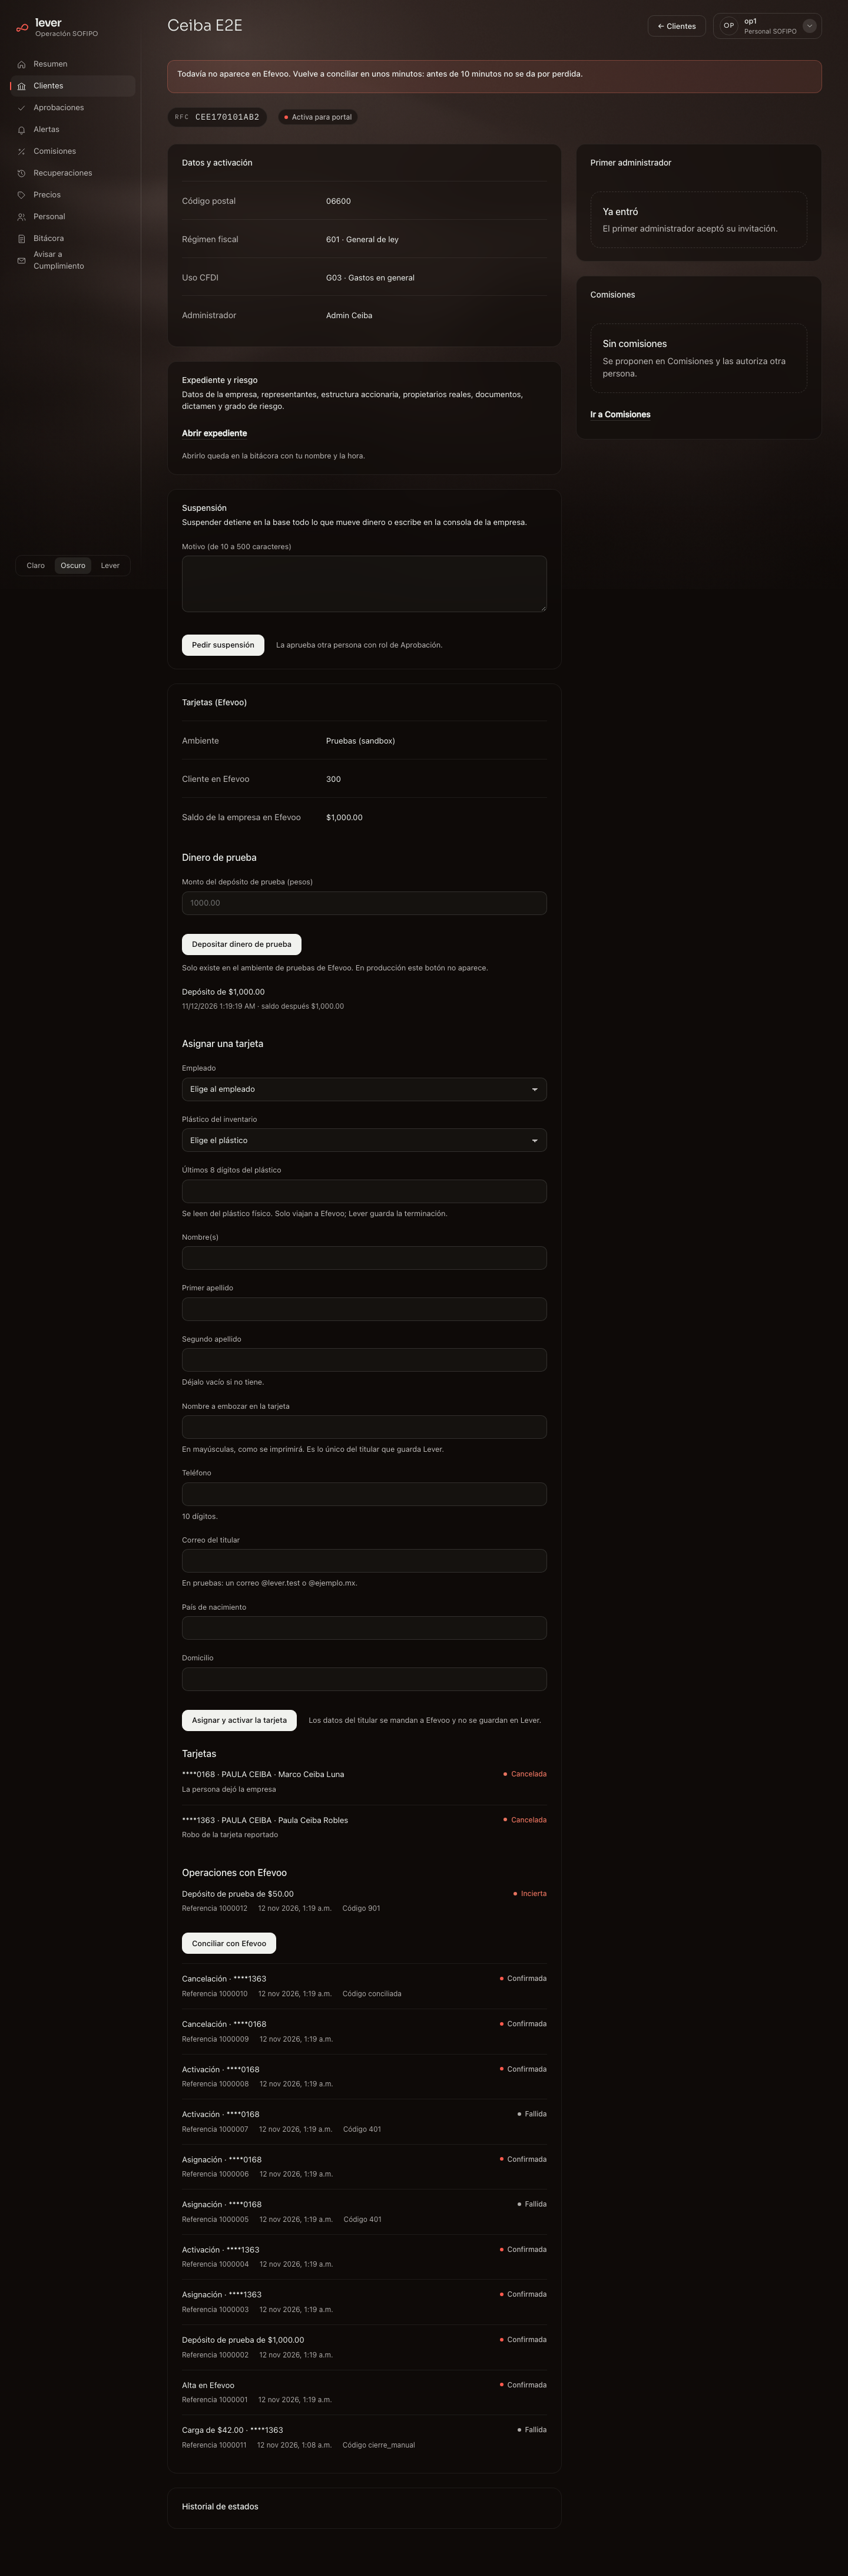 lever
Operación SOFIPO
Resumen
Clientes
Aprobaciones
Alertas
Comisiones
Recuperaciones
Precios
Personal
Bitácora
Avisar a
Cumplimiento
Claro
Oscuro
Lever
Ceiba E2E
← Clientes
OP
op1
Personal SOFIPO
Todavía no aparece en Efevoo. Vuelve a conciliar en unos minutos: antes de 10 minutos no se da por perdida.
RFC CEE170101AB2
Activa para portal
Datos y activación
Código postal 06600
Régimen fiscal 601 · General de ley
Uso CFDI G03 · Gastos en general
Administrador Admin Ceiba
Expediente y riesgo
Datos de la empresa, representantes, estructura accionaria, propietarios reales, documentos,
dictamen y grado de riesgo.
Abrir expediente
Abrirlo queda en la bitácora con tu nombre y la hora.
Suspensión
Suspender detiene en la base todo lo que mueve dinero o escribe en la consola de la empresa.
Motivo (de 10 a 500 caracteres)
Pedir suspensión
La aprueba otra persona con rol de Aprobación.
Tarjetas (Efevoo)
Ambiente Pruebas (sandbox)
Cliente en Efevoo 300
Saldo de la empresa en Efevoo $1,000.00
Dinero de prueba
Monto del depósito de prueba (pesos)
1000.00
Depositar dinero de prueba
Solo existe en el ambiente de pruebas de Efevoo. En producción este botón no aparece.
Depósito de $1,000.00
11/12/2026 1:19:19 AM · saldo después $1,000.00
Asignar una tarjeta
Empleado
Elige al empleado
Plástico del inventario
Elige el plástico
Últimos 8 dígitos del plástico
Se leen del plástico físico. Solo viajan a Efevoo; Lever guarda la terminación.
Nombre(s)
Primer apellido
Segundo apellido
Déjalo vacío si no tiene.
Nombre a embozar en la tarjeta
En mayúsculas, como se imprimirá. Es lo único del titular que guarda Lever.
Teléfono
10 dígitos.
Correo del titular
En pruebas: un correo @lever.test o @ejemplo.mx.
País de nacimiento
Domicilio
Asignar y activar la tarjeta
Los datos del titular se mandan a Efevoo y no se guardan en Lever.
Tarjetas
****0168 · PAULA CEIBA · Marco Ceiba Luna Cancelada
La persona dejó la empresa
****1363 · PAULA CEIBA · Paula Ceiba Robles Cancelada
Robo de la tarjeta reportado
Operaciones con Efevoo
Depósito de prueba de $50.00 Incierta
Referencia 1000012 12 nov 2026, 1:19 a.m. Código 901
Conciliar con Efevoo
Cancelación · ****1363 Confirmada
Referencia 1000010 12 nov 2026, 1:19 a.m. Código conciliada
Cancelación · ****0168 Confirmada
Referencia 1000009 12 nov 2026, 1:19 a.m.
Activación · ****0168 Confirmada
Referencia 1000008 12 nov 2026, 1:19 a.m.
Activación · ****0168 Fallida
Referencia 1000007 12 nov 2026, 1:19 a.m. Código 401
Asignación · ****0168 Confirmada
Referencia 1000006 12 nov 2026, 1:19 a.m.
Asignación · ****0168 Fallida
Referencia 1000005 12 nov 2026, 1:19 a.m. Código 401
Activación · ****1363 Confirmada
Referencia 1000004 12 nov 2026, 1:19 a.m.
Asignación · ****1363 Confirmada
Referencia 1000003 12 nov 2026, 1:19 a.m.
Depósito de prueba de $1,000.00 Confirmada
Referencia 1000002 12 nov 2026, 1:19 a.m.
Alta en Efevoo Confirmada
Referencia 1000001 12 nov 2026, 1:19 a.m.
Carga de $42.00 · ****1363 Fallida
Referencia 1000011 12 nov 2026, 1:08 a.m. Código cierre_manual
Historial de estados
Primer administrador
Ya entró
El primer administrador aceptó su invitación.
Comisiones
Sin comisiones
Se proponen en Comisiones y las autoriza otra
persona.
Ir a Comisiones